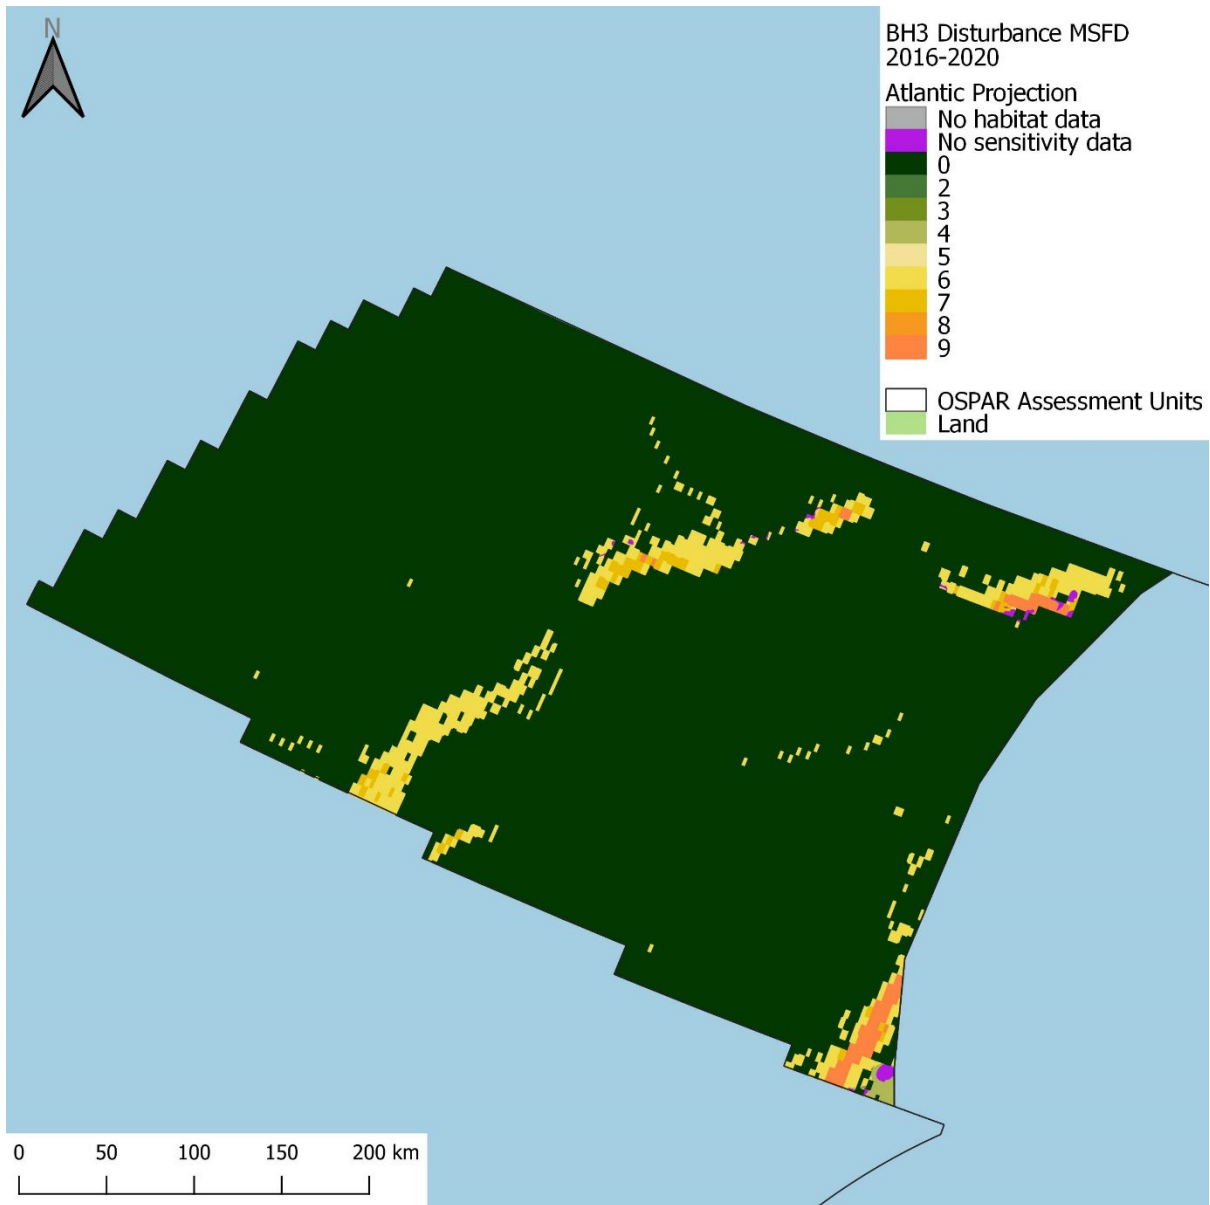 N
BH3 Disturbance MSFD
2016-2020
Atlantic Projection
No habitat data
No sensitivity data
0
2
3
4
5
6
7
8
9
OSPAR Assessment Units
Land
0 50 100 150 200 km